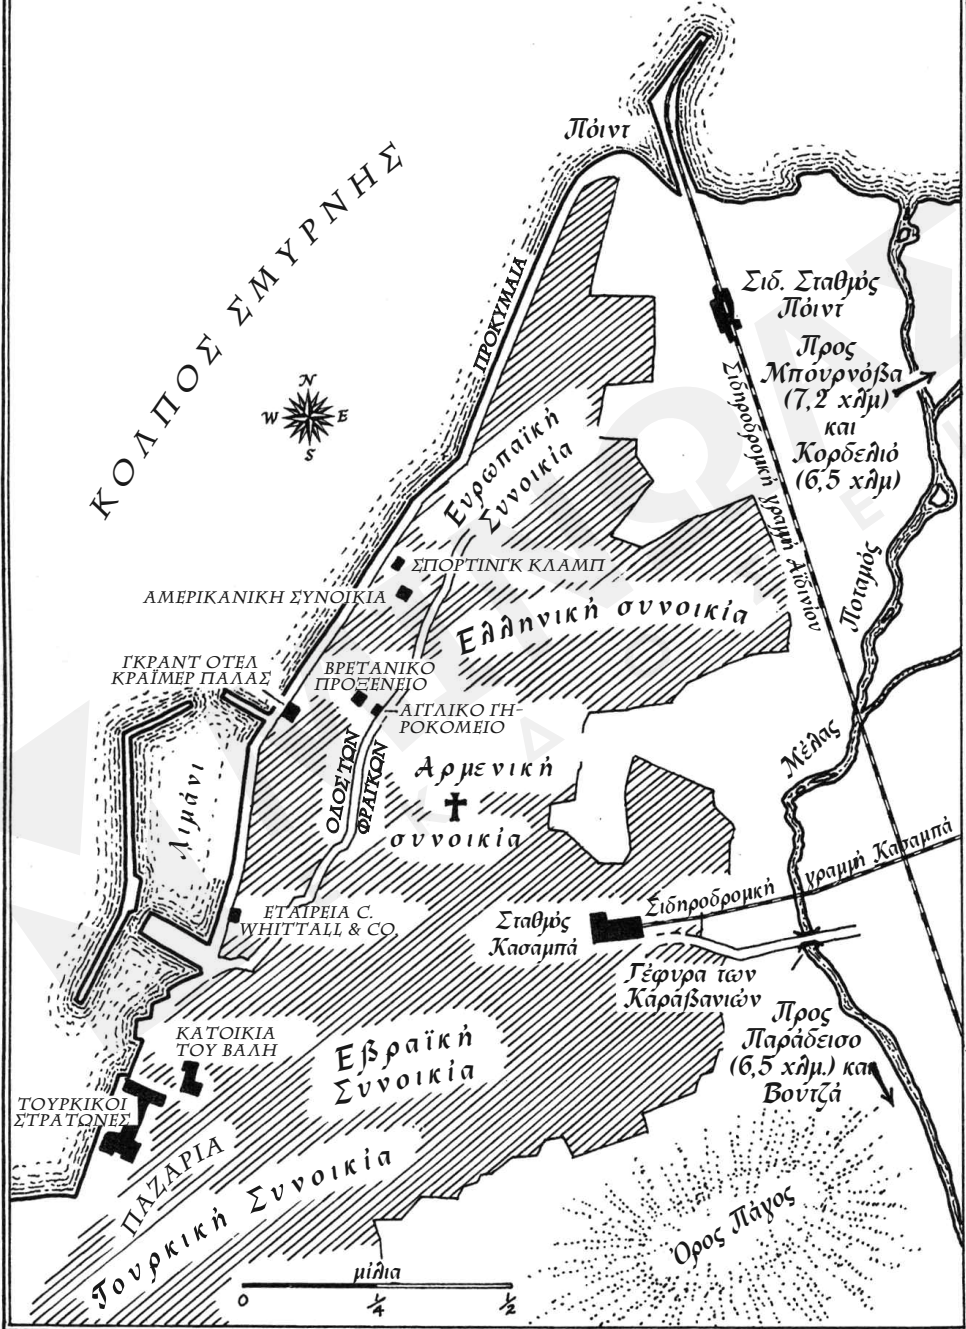 Πόιντ
ΚΟΛΠΟΣ ΣΜΥΡΝΗΣ
ΠΡΟΚΥΜΑΙΑ
Σιδ. Σταθμός
Πόιντ
Προς
Μπουρνόβα
(7,2 χλμ)
και
Κορδελιό
(6,5 χλμ)
N
W E
S
Σιδηροδρομική γραμμή Αϊδινίου
Ευρωπαϊκή
Συνοικία
ΣΠΟΡΤΙΝΓΚ ΚΛΑΜΠ
ΑΜΕΡΙΚΑΝΙΚΗ ΣΥΝΟΙΚΙΑ
Ελληνική συνοικία
Ποταμός
Μέλας
ΓΚΡΑΝΤ ΟΤΕΛ
ΚΡΑΪΜΕΡ ΠΑΛΑΣ
ΒΡΕΤΑΝΙΚΟ
ΠΡΟΞΕΝΕΙΟ
ΑΓΓΛΙΚΟ ΓΗ-
ΡΟΚΟΜΕΙΟ
ΟΔΟΣ ΤΩΝ
ΦΡΑΓΚΩΝ
Λιμάνι
Αρμενική
συνοικία
Σιδηροδρομκή γραμμή Κασαμπά
ΕΤΑΙΡΕΙΑ C.
WHITTALL & CO.
Σταθμός
Κασαμπά
Γέφυρα των
Καραβανιών
Προς
Παράδεισο
(6,5 χλμ.) και
Βουτζά
ΚΑΤΟΙΚΙΑ
ΤΟΥ ΒΑΛΗ
Εβραϊκή
Συνοικία
ΤΟΥΡΚΙΚΟΙ
ΣΤΡΑΤΩΝΕΣ
ΠΑΖΑΡΙΑ
Τουρκική Συνοικία
Όρος Πάγος
μίλια
0 1/4 1/2